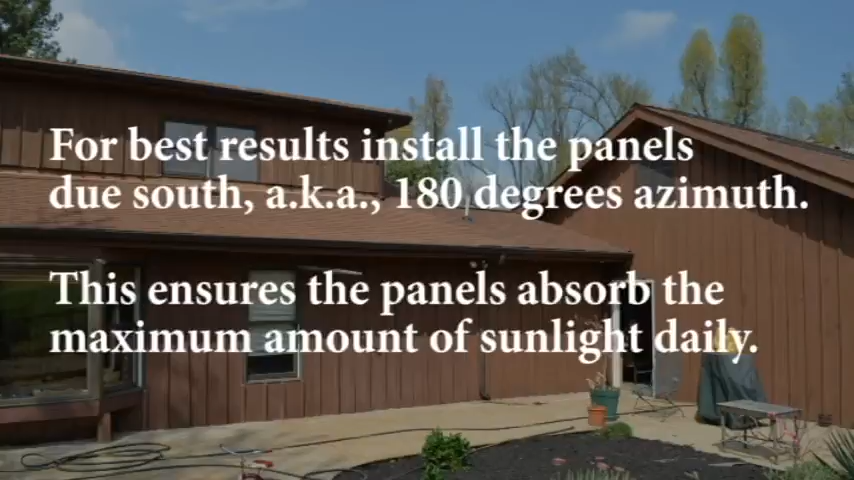 For best results install the panels
due south, a.k.a., 180 degrees azimuth.
This ensures the panels absorb the
maximum amount of sunlight daily.